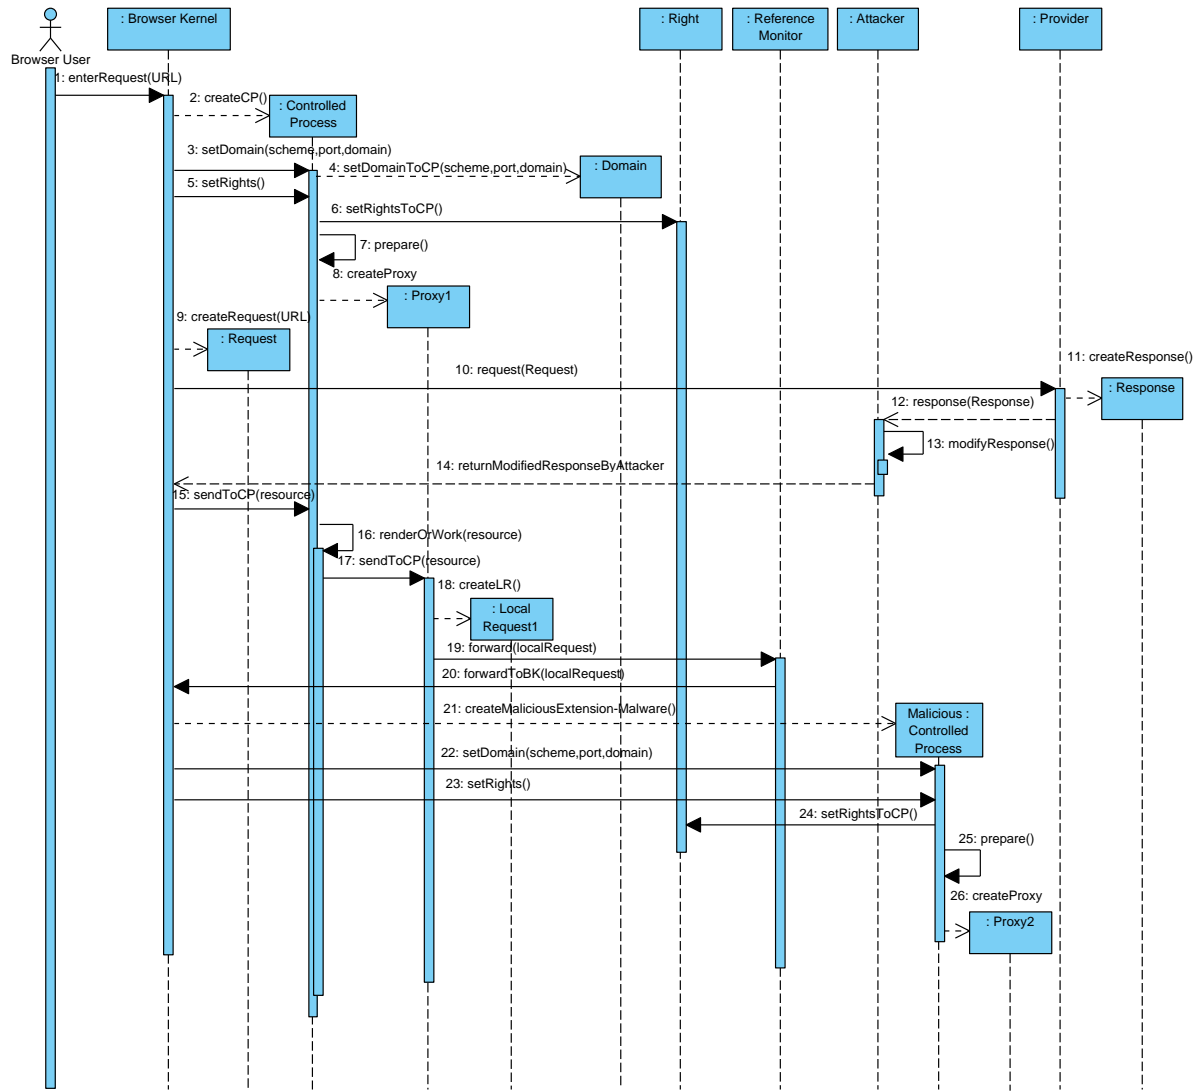 : Browser Kernel
: Right
: Reference
Monitor
: Attacker
: Provider
Browser User
1: enterRequest(URL)
2: createCP()
: Controlled
Process
3: setDomain(scheme,port,domain)
4: setDomainToCP(scheme,port,domain)
: Domain
5: setRights()
6: setRightsToCP()
7: prepare()
8: createProxy
: Proxy1
9: createRequest(URL)
: Request
10: request(Request)
11: createResponse()
: Response
12: response(Response)
13: modifyResponse()
14: returnModifiedResponseByAttacker
15: sendToCP(resource)
16: renderOrWork(resource)
17: sendToCP(resource)
18: createLR()
: Local
Request1
19: forward(localRequest)
20: forwardToBK(localRequest)
21: createMaliciousExtension-Malware()
Malicious :
Controlled
Process
22: setDomain(scheme,port,domain)
23: setRights()
24: setRightsToCP()
25: prepare()
26: createProxy
: Proxy2